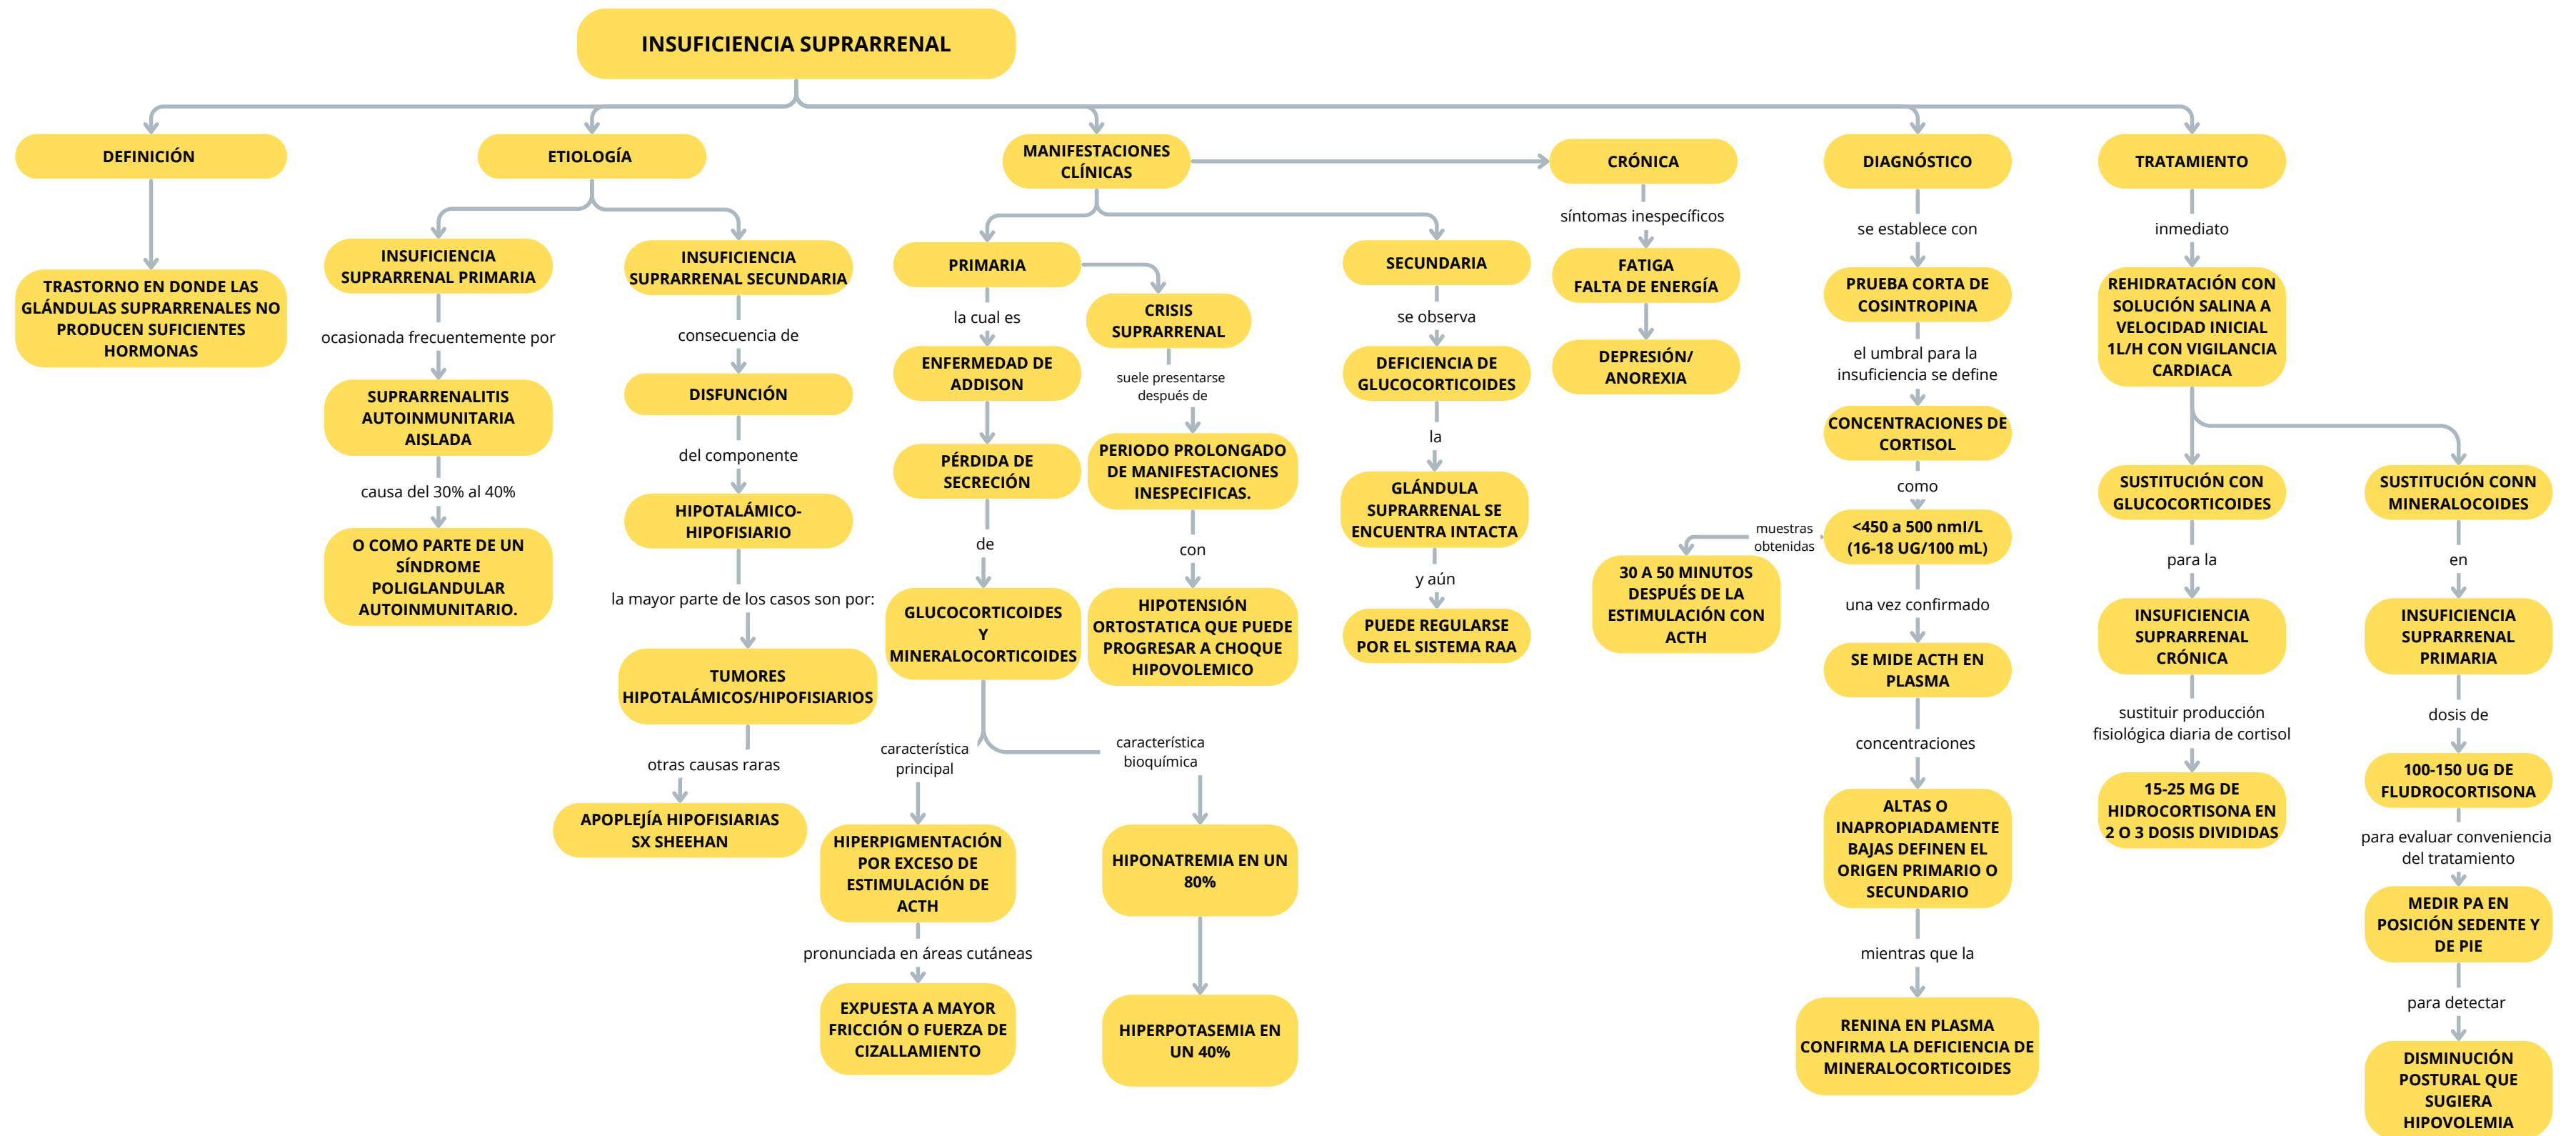 INSUFICIENCIA SUPRARRENAL
DEFINICIÓN
TRASTORNO EN DONDE LAS
GLÁNDULAS SUPRARRENALES NO
PRODUCEN SUFICIENTES
HORMONAS
ETIOLOGÍA
INSUFICIENCIA
SUPRARRENAL PRIMARIA
ocasionada frecuentemente por
SUPRARRENALITIS
AUTOINMUNITARIA
AISLADA
causa del 30% al 40%
O COMO PARTE DE UN
SÍNDROME
POLIGLANDULAR
AUTOINMUNITARIO.
INSUFICIENCIA
SUPRARRENAL SECUNDARIA
consecuencia de
DISFUNCIÓN
del componente
HIPOTALÁMICO-
HIPOFISIARIO
la mayor parte de los casos son por:
TUMORES
HIPOTALÁMICOS/HIPOFISIARIOS
otras causas raras
APOPLEJÍA HIPOFISIARIAS
SX SHEEHAN
MANIFESTACIONES
CLÍNICAS
PRIMARIA
la cual es
ENFERMEDAD DE
ADDISON
PÉRDIDA DE
SECRECIÓN
de
GLUCOCORTICOIDES
Y
MINERALOCORTICOIDES
característica
principal
HIPERPIGMENTACIÓN
POR EXCESO DE
ESTIMULACIÓN DE
ACTH
pronunciada en áreas cutáneas
EXPUESTA A MAYOR
FRICCIÓN O FUERZA DE
CIZALLAMIENTO
característica
bioquímica
HIPONATREMIA EN UN
80%
HIPERPOTASEMIA EN
UN 40%
CRISIS
SUPRARRENAL
suele presentarse
después de
PERIODO PROLONGADO
DE MANIFESTACIONES
INESPECIFICAS.
con
HIPOTENSIÓN
ORTOSTATICA QUE PUEDE
PROGRESAR A CHOQUE
HIPOVOLEMICO
SECUNDARIA
se observa
DEFICIENCIA DE
GLUCOCORTICOIDES
la
GLÁNDULA
SUPRARRENAL SE
ENCUENTRA INTACTA
y aún
PUEDE REGULARSE
POR EL SISTEMA RAA
CRÓNICA
síntomas inespecíficos
FATIGA
FALTA DE ENERGÍA
DEPRESIÓN/
ANOREXIA
DIAGNÓSTICO
se establece con
PRUEBA CORTA DE
COSINTROPINA
el umbral para la
insuficiencia se define
CONCENTRACIONES DE
CORTISOL
como
<450 a 500 nml/L
(16-18 UG/100 mL)
muestras
obtenidas
30 A 50 MINUTOS
DESPUÉS DE LA
ESTIMULACIÓN CON
ACTH
una vez confirmado
SE MIDE ACTH EN
PLASMA
concentraciones
ALTAS O
INAPROPIADAMENTE
BAJAS DEFINEN EL
ORIGEN PRIMARIO O
SECUNDARIO
mientras que la
RENINA EN PLASMA
CONFIRMA LA DEFICIENCIA DE
MINERALOCORTICOIDES
TRATAMIENTO
inmediato
REHIDRATACIÓN CON
SOLUCIÓN SALINA A
VELOCIDAD INICIAL
1L/H CON VIGILANCIA
CARDIACA
SUSTITUCIÓN CON
GLUCOCORTICOIDES
para la
INSUFICIENCIA
SUPRARRENAL
CRÓNICA
sustituir producción
fisiológica diaria de cortisol
15-25 MG DE
HIDROCORTISONA EN
2 O 3 DOSIS DIVIDIDAS
SUSTITUCIÓN CONN
MINERALOCOIDES
en
INSUFICIENCIA
SUPRARRENAL
PRIMARIA
dosis de
100-150 UG DE
FLUDROCORTISONA
para evaluar conveniencia
del tratamiento
MEDIR PA EN
POSICIÓN SEDENTE Y
DE PIE
para detectar
DISMINUCIÓN
POSTURAL QUE
SUGIERA
HIPOVOLEMIA